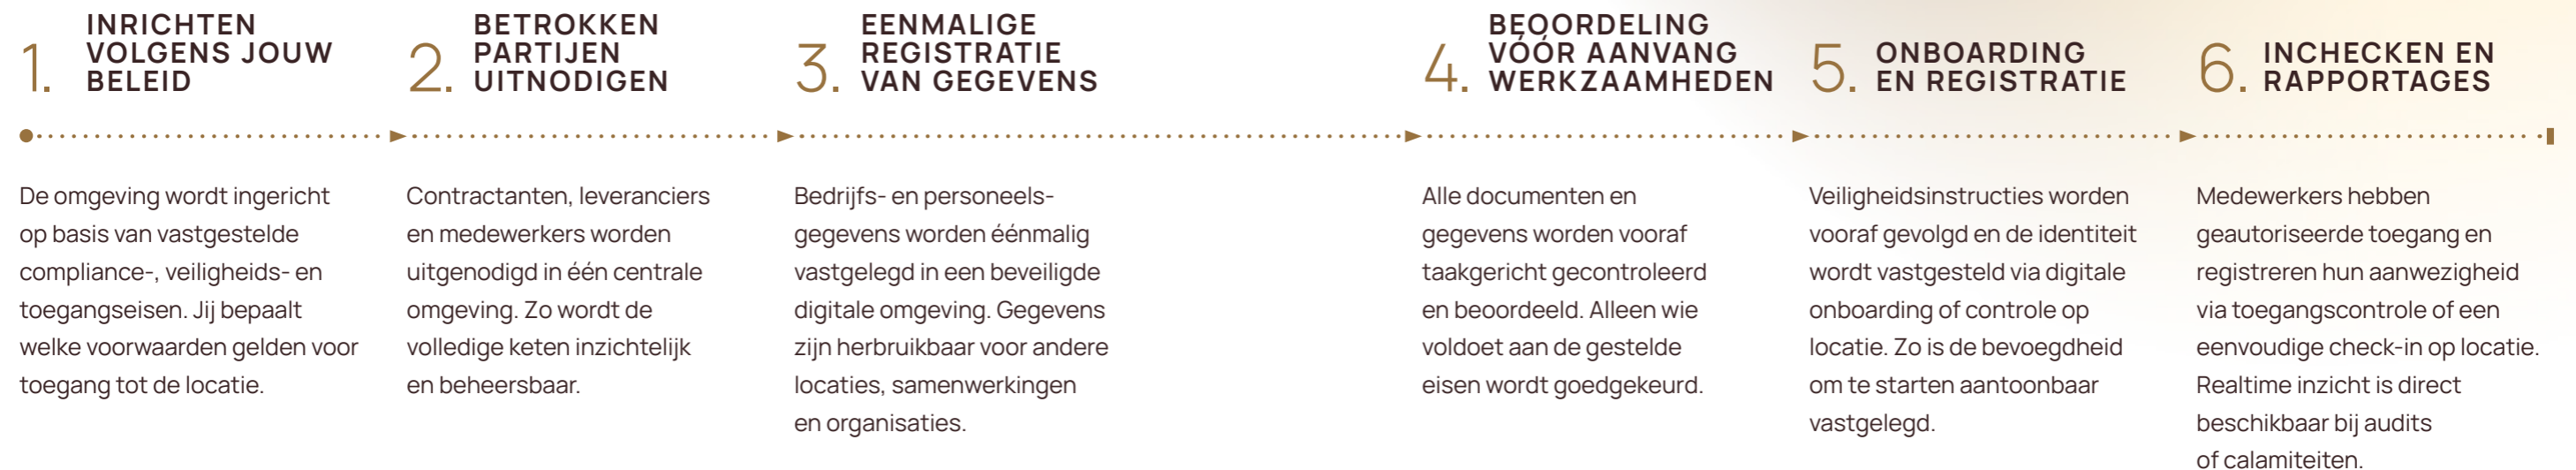 1.
INRICHTEN
VOLGENS JOUW
BELEID
De omgeving wordt ingericht
op basis van vastgestelde
compliance-, veiligheids- en
toegangseisen. Jij bepaalt
welke voorwaarden gelden voor
toegang tot de locatie.
2.
BETROKKEN
PARTIJEN
UITNODIGEN
Contractanten, leveranciers
en medewerkers worden
uitgenodigd in één centrale
omgeving. Zo wordt de
volledige keten inzichtelijk
en beheersbaar.
3.
EENMALIGE
REGISTRATIE
VAN GEGEVENS
Bedrijfs- en personeels-
gegevens worden éénmalig
vastgelegd in een beveiligde
digitale omgeving. Gegevens
zijn herbruikbaar voor andere
locaties, samenwerkingen
en organisaties.
4.
BEOORDELING
VÓÓR AANVANG
WERKZAAMHEDEN
Alle documenten en
gegevens worden vooraf
taakgericht gecontroleerd
en beoordeeld. Alleen wie
voldoet aan de gestelde
eisen wordt goedgekeurd.
5.
ONBOARDING
EN REGISTRATIE
Veiligheidsinstructies worden
vooraf gevolgd en de identiteit
wordt vastgesteld via digitale
onboarding of controle op
locatie. Zo is de bevoegdheid
om te starten aantoonbaar
vastgelegd.
6.
INCHECKEN EN
RAPPORTAGES
Medewerkers hebben
geautoriseerde toegang en
registreren hun aanwezigheid
via toegangscontrole of een
eenvoudige check-in op locatie.
Realtime inzicht is direct
beschikbaar bij audits
of calamiteiten.